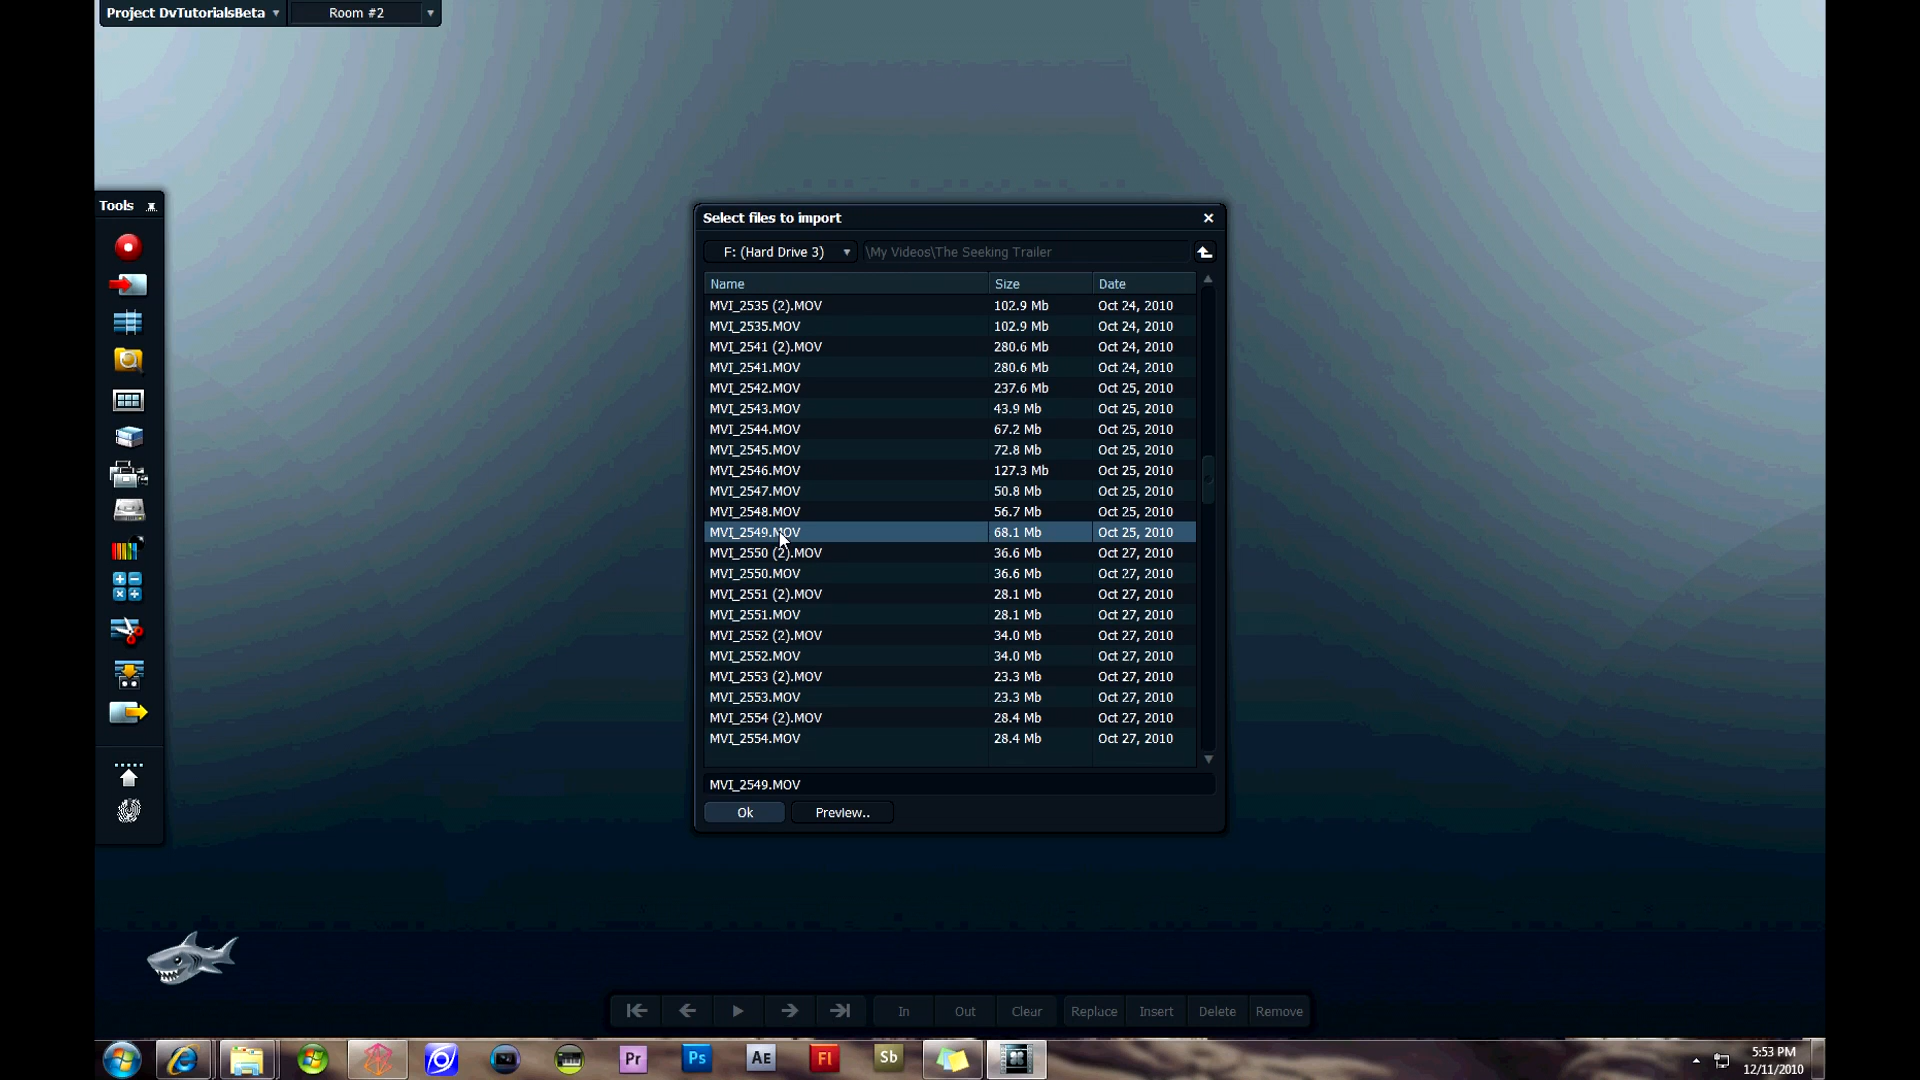 Project DvTutorialsBeta Room #2
Tools
Select files to import
F: (Hard Drive 3) \My Videos\The Seeking Trailer
Name Size Date
MVI_2535 (2).MOV 102.9 Mb Oct 24, 2010
MVI_2535.MOV 102.9 Mb Oct 24, 2010
MVI_2541 (2).MOV 280.6 Mb Oct 24, 2010
MVI_2541.MOV 280.6 Mb Oct 24, 2010
MVI_2542.MOV 237.6 Mb Oct 25, 2010
MVI_2543.MOV 43.9 Mb Oct 25, 2010
MVI_2544.MOV 67.2 Mb Oct 25, 2010
MVI_2545.MOV 72.8 Mb Oct 25, 2010
MVI_2546.MOV 127.3 Mb Oct 25, 2010
MVI_2547.MOV 50.8 Mb Oct 25, 2010
MVI_2548.MOV 56.7 Mb Oct 25, 2010
MVI_2549.MOV 68.1 Mb Oct 25, 2010
MVI_2550 (2).MOV 36.6 Mb Oct 27, 2010
MVI_2550.MOV 36.6 Mb Oct 27, 2010
MVI_2551 (2).MOV 28.1 Mb Oct 27, 2010
MVI_2551.MOV 28.1 Mb Oct 27, 2010
MVI_2552 (2).MOV 34.0 Mb Oct 27, 2010
MVI_2552.MOV 34.0 Mb Oct 27, 2010
MVI_2553 (2).MOV 23.3 Mb Oct 27, 2010
MVI_2553.MOV 23.3 Mb Oct 27, 2010
MVI_2554 (2).MOV 28.4 Mb Oct 27, 2010
MVI_2554.MOV 28.4 Mb Oct 27, 2010
MVI_2549.MOV
Ok Preview..
In Out Clear Replace Insert Delete Remove
Pr Ps AE Fl Sb
5:53 PM
12/11/2010